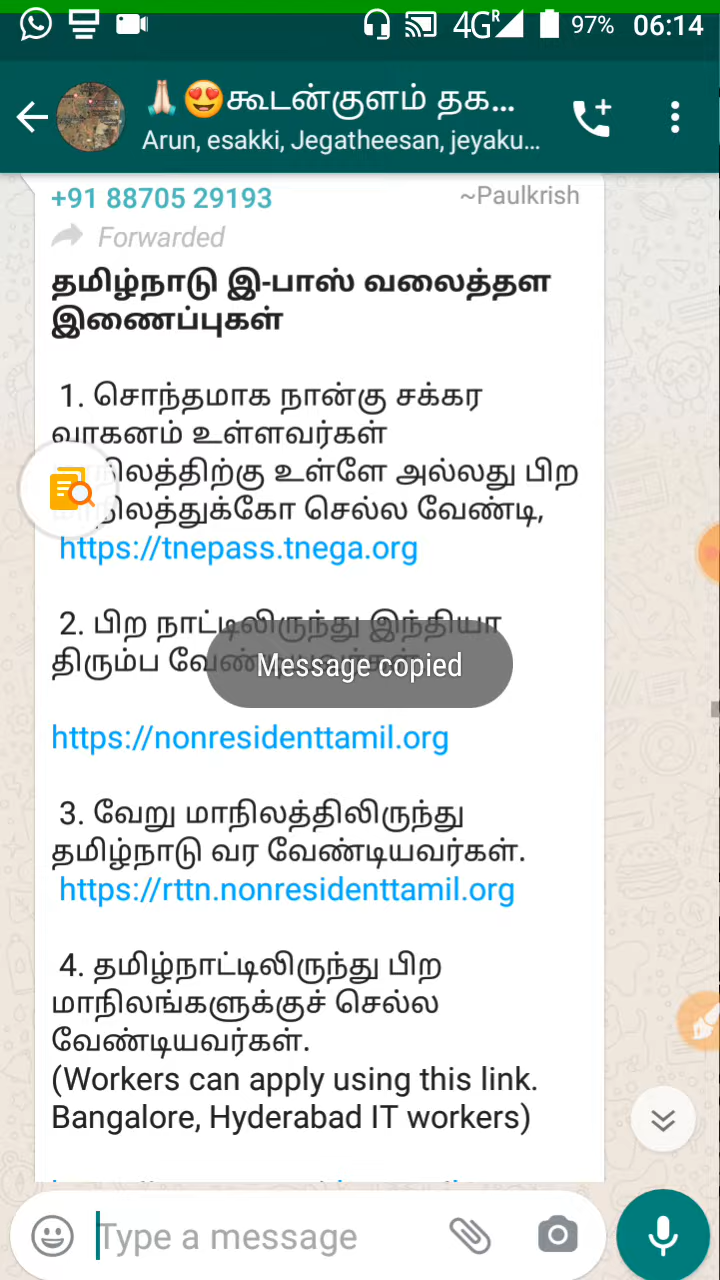 4G R 97% 06:14
🙏🏻😍கூடன்குளம் தக...
Arun, esakki, Jegatheesan, jeyaku...
+91 88705 29193 ~Paulkrish
Forwarded
தமிழ்நாடு இ-பாஸ் வலைத்தள
இணைப்புகள்
1. சொந்தமாக நான்கு சக்கர
வாகனம் உள்ளவர்கள்
மாநிலத்திற்கு உள்ளே அல்லது பிற
மாநிலத்துக்கோ செல்ல வேண்டி,
https://tnepass.tnega.org
2. பிற நாட்டிலிருந்து இந்தியா
திரும்ப வேண்டியவர்கள்
Message copied
https://nonresidenttamil.org
3. வேறு மாநிலத்திலிருந்து
தமிழ்நாடு வர வேண்டியவர்கள்.
https://rttn.nonresidenttamil.org
4. தமிழ்நாட்டிலிருந்து பிற
மாநிலங்களுக்குச் செல்ல
வேண்டியவர்கள்.
(Workers can apply using this link.
Bangalore, Hyderabad IT workers)
Type a message